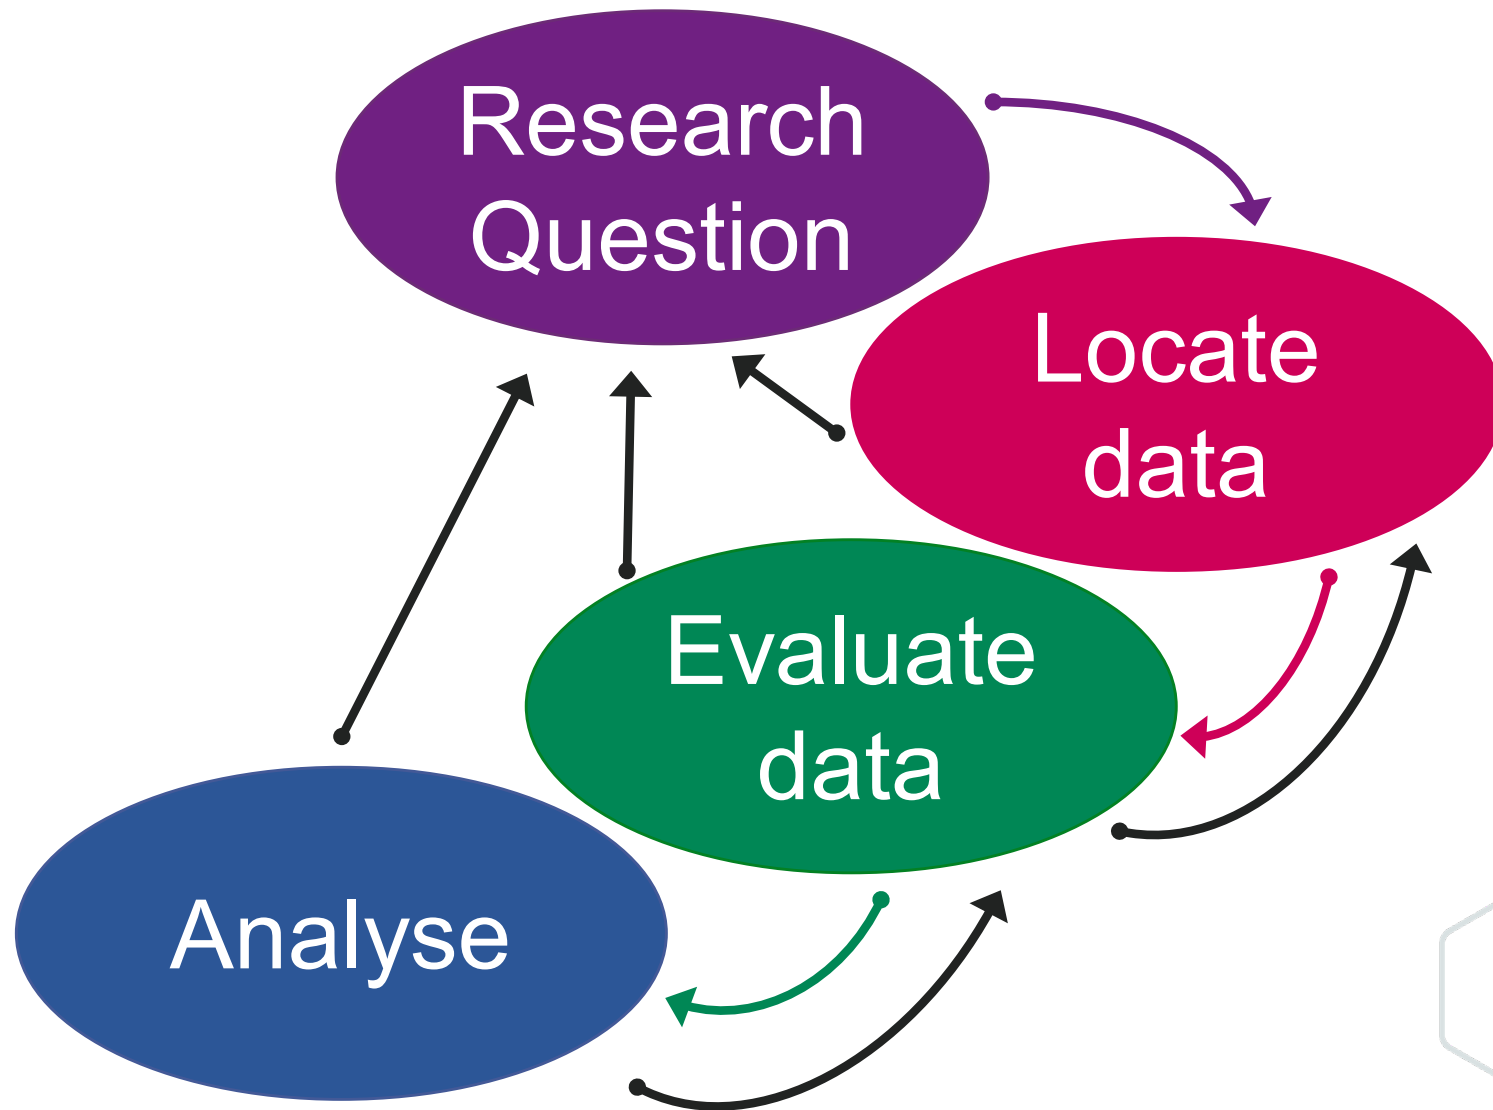 Research
Question
Locate
data
Evaluate
data
Analyse